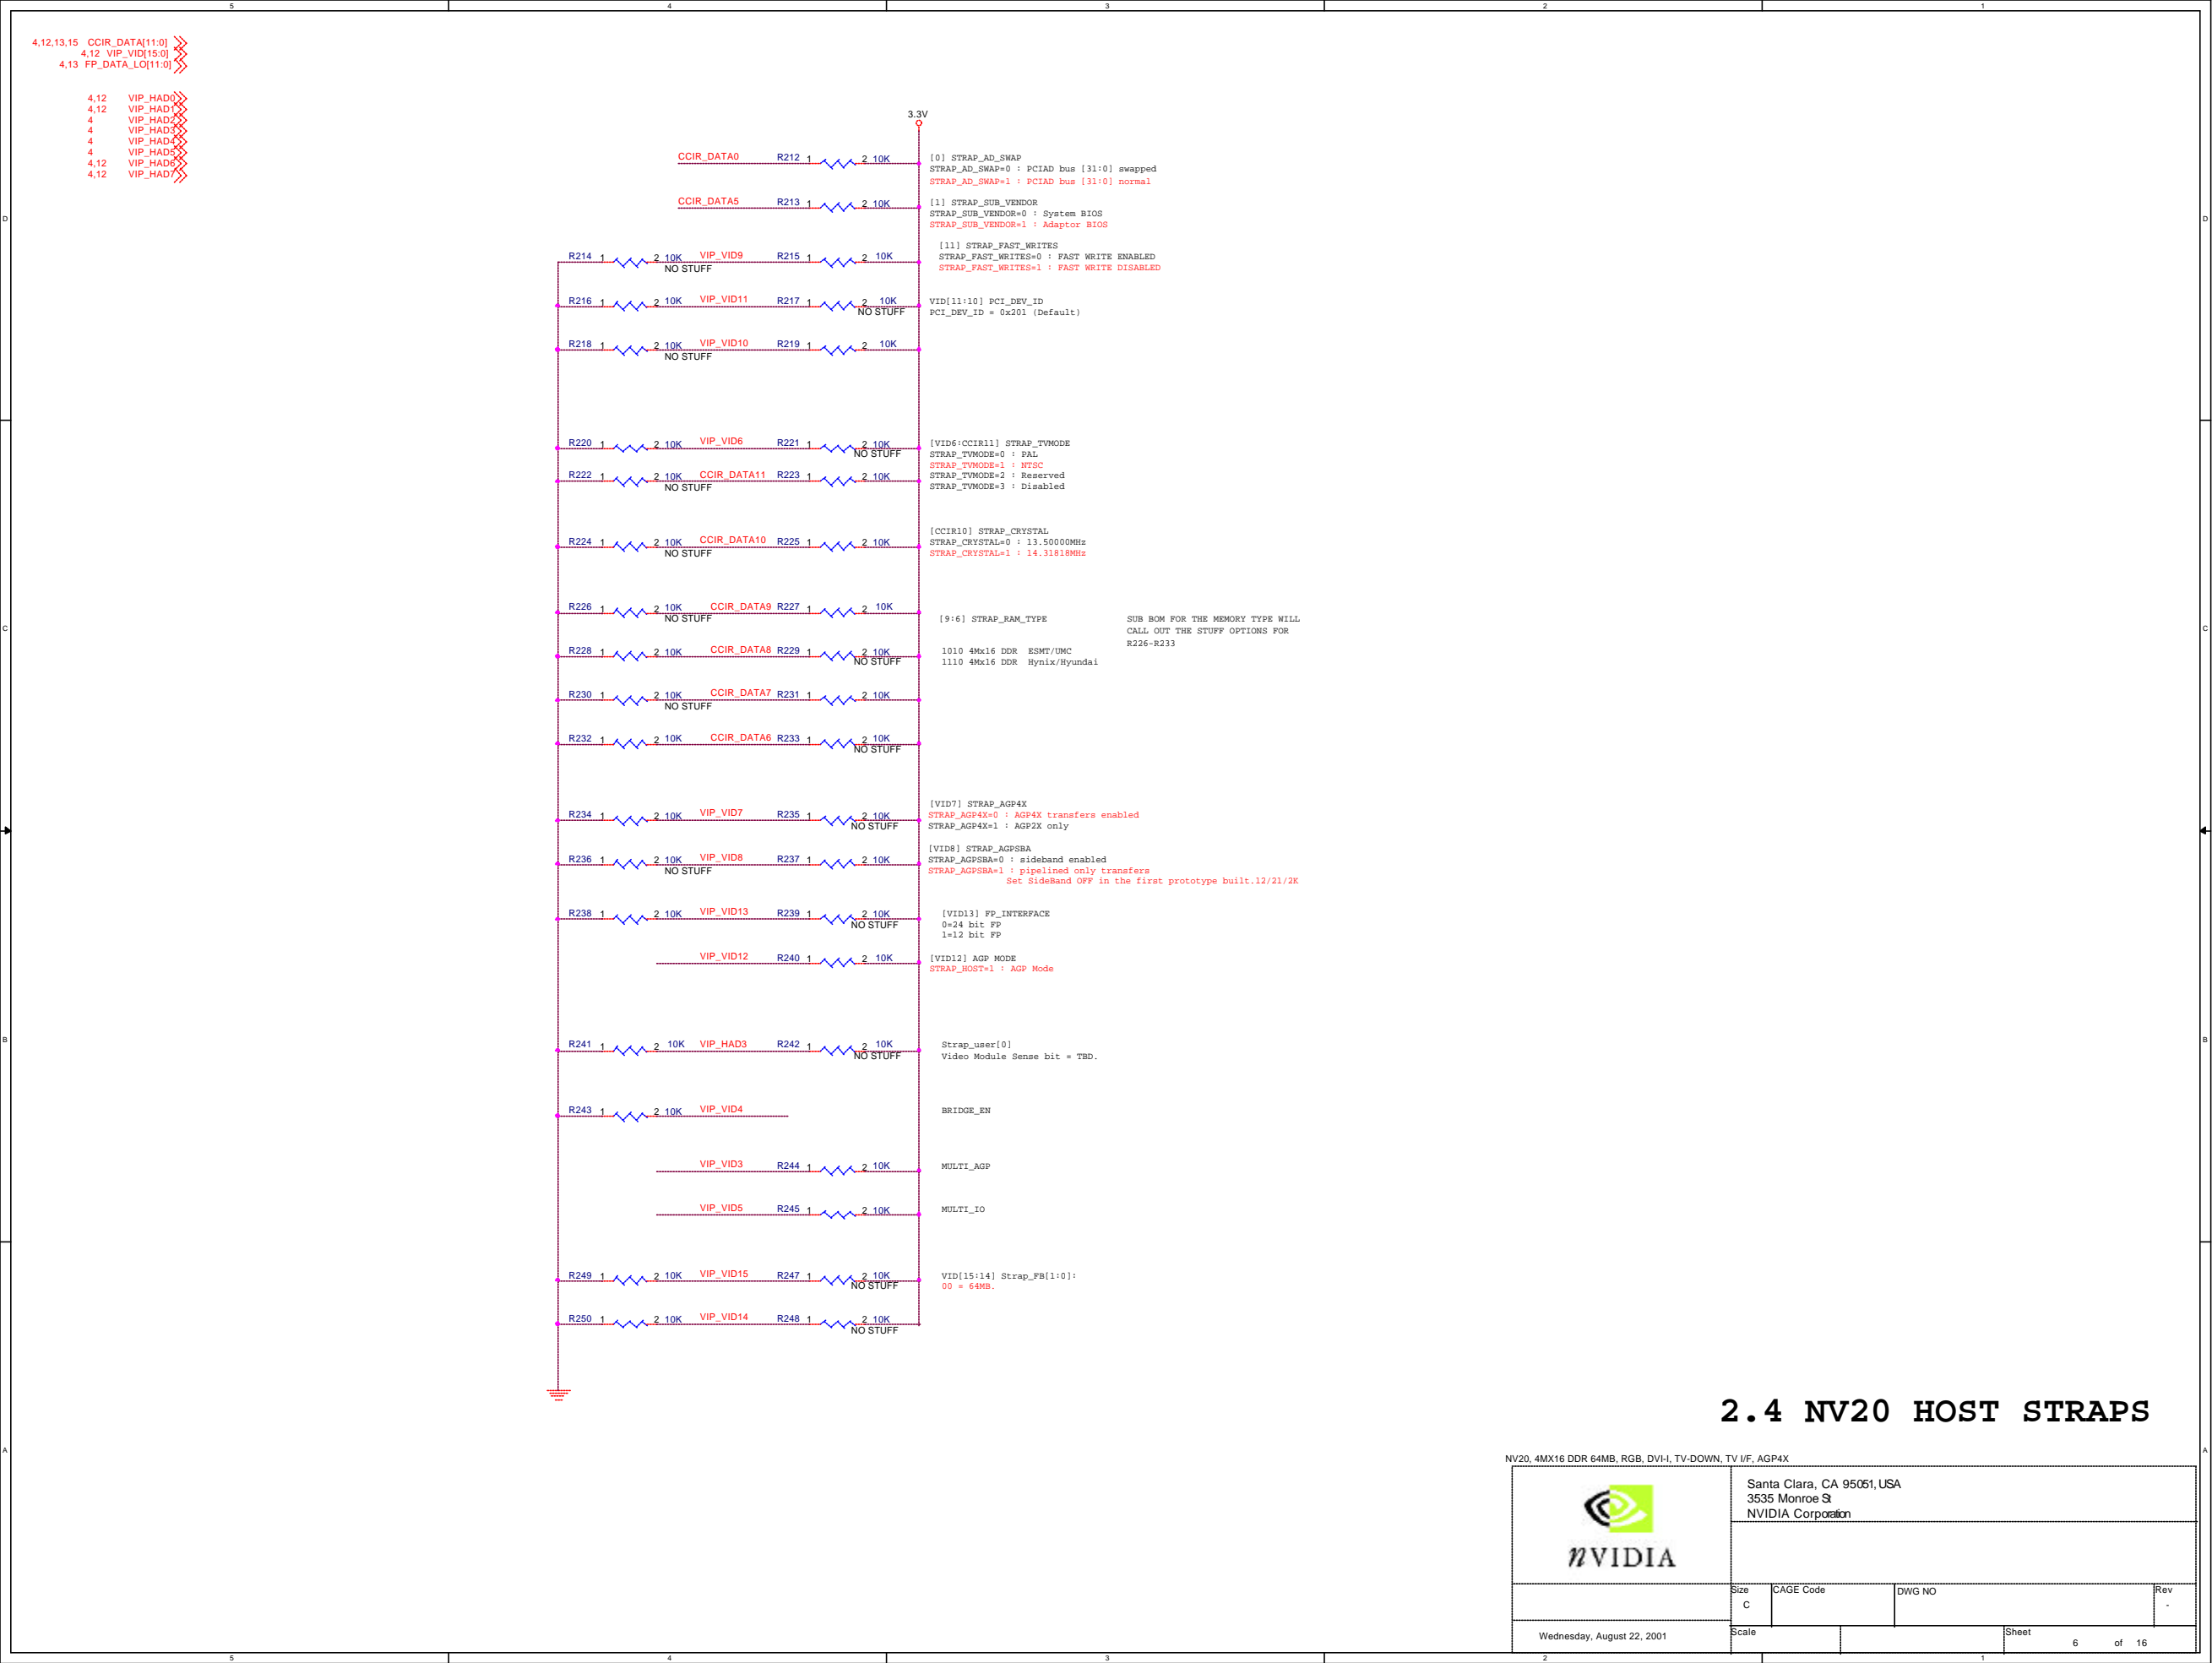 5 4 3 2 1
4,12,13,15 CCIR_DATA[11:0]
4,12 VIP_VID[15:0]
4,13 FP_DATA_LO[11:0]
4,12 VIP_HAD0
4,12 VIP_HAD1
4 VIP_HAD2
4 VIP_HAD3
4 VIP_HAD4
4 VIP_HAD5
4,12 VIP_HAD6
4,12 VIP_HAD7
3.3V
CCIR_DATA0 R212 1 2 10K
[0] STRAP_AD_SWAP
STRAP_AD_SWAP=0 : PCIAD bus [31:0] swapped
STRAP_AD_SWAP=1 : PCIAD bus [31:0] normal
D D
CCIR_DATA5 R213 1 2 10K
[1] STRAP_SUB_VENDOR
STRAP_SUB_VENDOR=0 : System BIOS
STRAP_SUB_VENDOR=1 : Adaptor BIOS
R214 1 2 10K VIP_VID9 R215 1 2 10K
NO STUFF
[11] STRAP_FAST_WRITES
STRAP_FAST_WRITES=0 : FAST WRITE ENABLED
STRAP_FAST_WRITES=1 : FAST WRITE DISABLED
R216 1 2 10K VIP_VID11 R217 1 2 10K
NO STUFF
VID[11:10] PCI_DEV_ID
PCI_DEV_ID = 0x201 (Default)
R218 1 2 10K VIP_VID10 R219 1 2 10K
NO STUFF
R220 1 2 10K VIP_VID6 R221 1 2 10K
NO STUFF
R222 1 2 10K CCIR_DATA11 R223 1 2 10K
NO STUFF
[VID6:CCIR11] STRAP_TVMODE
STRAP_TVMODE=0 : PAL
STRAP_TVMODE=1 : NTSC
STRAP_TVMODE=2 : Reserved
STRAP_TVMODE=3 : Disabled
R224 1 2 10K CCIR_DATA10 R225 1 2 10K
NO STUFF
[CCIR10] STRAP_CRYSTAL
STRAP_CRYSTAL=0 : 13.50000MHz
STRAP_CRYSTAL=1 : 14.31818MHz
R226 1 2 10K CCIR_DATA9 R227 1 2 10K
NO STUFF
C C
[9:6] STRAP_RAM_TYPE
SUB BOM FOR THE MEMORY TYPE WILL
CALL OUT THE STUFF OPTIONS FOR
R226-R233
R228 1 2 10K CCIR_DATA8 R229 1 2 10K
NO STUFF
1010 4Mx16 DDR ESMT/UMC
1110 4Mx16 DDR Hynix/Hyundai
R230 1 2 10K CCIR_DATA7 R231 1 2 10K
NO STUFF
R232 1 2 10K CCIR_DATA6 R233 1 2 10K
NO STUFF
R234 1 2 10K VIP_VID7 R235 1 2 10K
NO STUFF
[VID7] STRAP_AGP4X
STRAP_AGP4X=0 : AGP4X transfers enabled
STRAP_AGP4X=1 : AGP2X only
R236 1 2 10K VIP_VID8 R237 1 2 10K
NO STUFF
[VID8] STRAP_AGPSBA
STRAP_AGPSBA=0 : sideband enabled
STRAP_AGPSBA=1 : pipelined only transfers
Set SideBand OFF in the first prototype built.12/21/2K
R238 1 2 10K VIP_VID13 R239 1 2 10K
NO STUFF
[VID13] FP_INTERFACE
0=24 bit FP
1=12 bit FP
VIP_VID12 R240 1 2 10K
[VID12] AGP MODE
STRAP_HOST=1 : AGP Mode
B B
R241 1 2 10K VIP_HAD3 R242 1 2 10K
NO STUFF
Strap_user[0]
Video Module Sense bit = TBD.
R243 1 2 10K VIP_VID4
BRIDGE_EN
VIP_VID3 R244 1 2 10K
MULTI_AGP
VIP_VID5 R245 1 2 10K
MULTI_IO
R249 1 2 10K VIP_VID15 R247 1 2 10K
NO STUFF
VID[15:14] Strap_FB[1:0]:
00 = 64MB.
R250 1 2 10K VIP_VID14 R248 1 2 10K
NO STUFF
2.4 NV20 HOST STRAPS
A A
NV20, 4MX16 DDR 64MB, RGB, DVI-I, TV-DOWN, TV I/F, AGP4X
nVIDIA
Santa Clara, CA 95051, USA
3535 Monroe St
NVIDIA Corporation
Size CAGE Code DWG NO Rev
C -
Wednesday, August 22, 2001
Scale Sheet
6 of 16
5 4 3 2 1